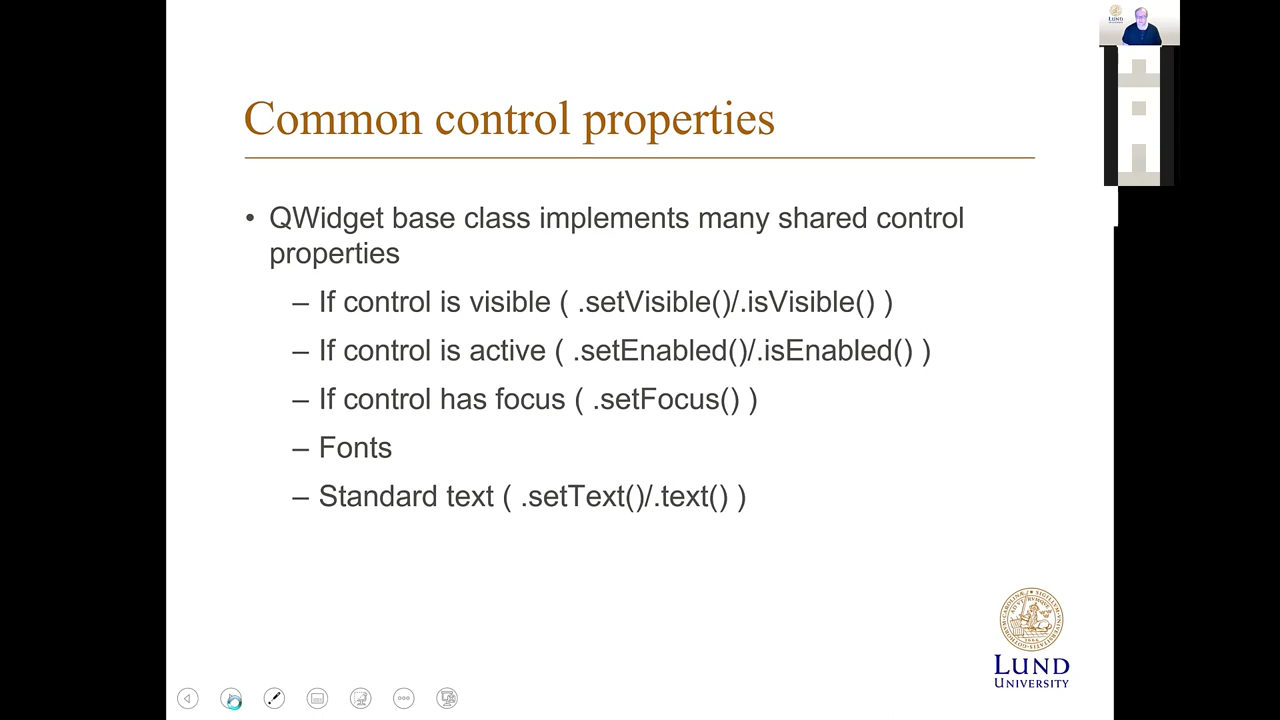 LUND
Common control properties
• QWidget base class implements many shared control
properties
– If control is visible ( .setVisible()/.isVisible() )
– If control is active ( .setEnabled()/.isEnabled() )
– If control has focus ( .setFocus() )
– Fonts
– Standard text ( .setText()/.text() )
LUND
UNIVERSITY